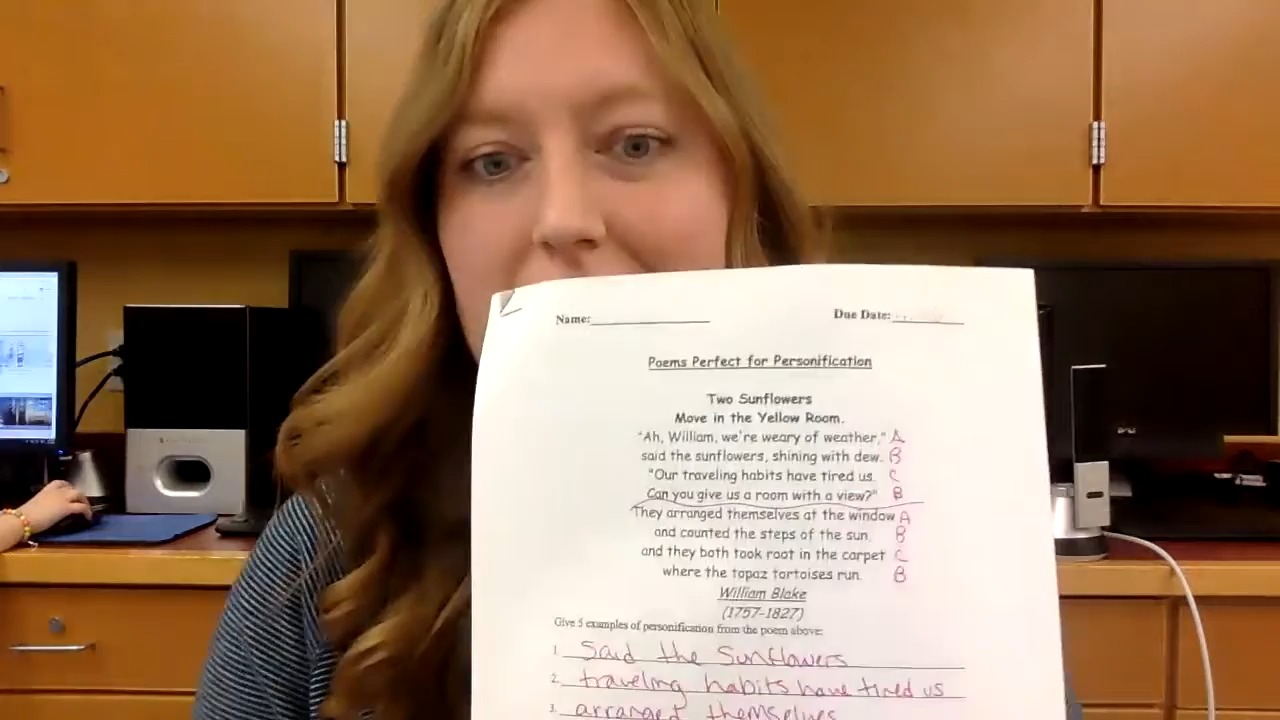 Name:
Due Date:
Poems Perfect for Personification
Two Sunflowers
Move in the Yellow Room.
"Ah, William, we're weary of weather," A
said the sunflowers, shining with dew. B
"Our traveling habits have tired us. C
Can you give us a room with a view?" B
They arranged themselves at the window A
and counted the steps of the sun, B
and they both took root in the carpet C
where the topaz tortoises run. B
William Blake
(1757-1827)
Give 5 examples of personification from the poem above:
1. Said the Sunflowers
2. traveling habits have tired us
3. arranged themselves